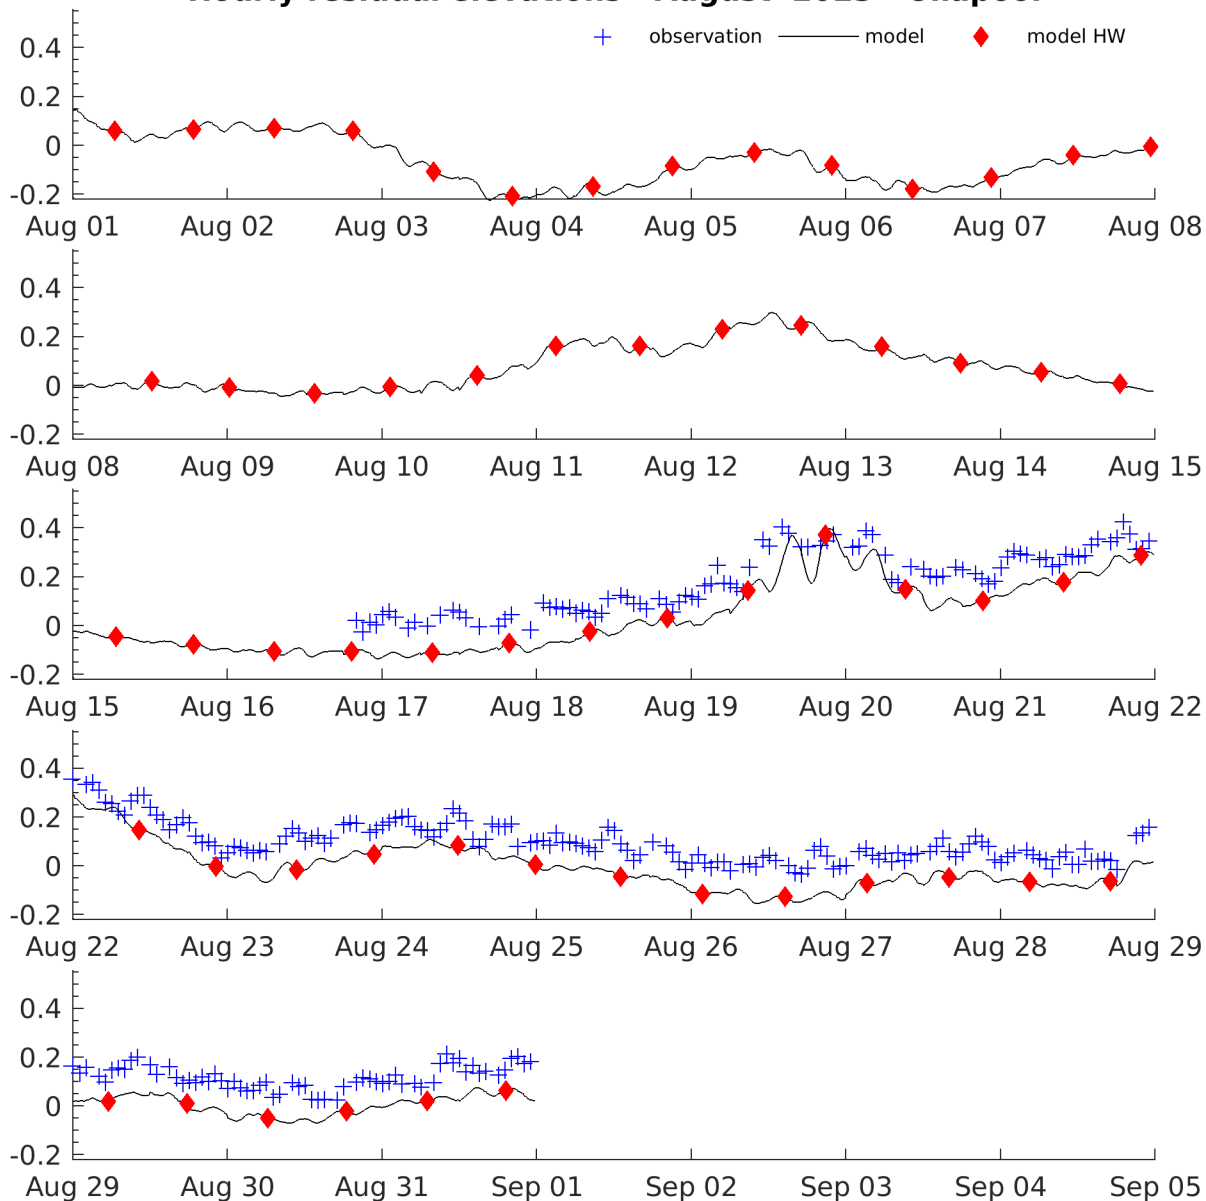 Hourly residual elevations August
observation
model
model HW
0.4
0.2
0
-0.2
Aug 01 Aug 02 Aug 03 Aug 04 Aug 05 Aug 06 Aug 07 Aug 08
0.4
0.2
0
-0.2
Aug 08 Aug 09 Aug 10 Aug 11 Aug 12 Aug 13 Aug 14 Aug 15
0.4
0.2
0
-0.2
Aug 15 Aug 16 Aug 17 Aug 18 Aug 19 Aug 20 Aug 21 Aug 22
0.4
0.2
0
-0.2
Aug 22 Aug 23 Aug 24 Aug 25 Aug 26 Aug 27 Aug 28 Aug 29
0.4
0.2
0
-0.2
Aug 29 Aug 30 Aug 31 Sep 01 Sep 02 Sep 03 Sep 04 Sep 05